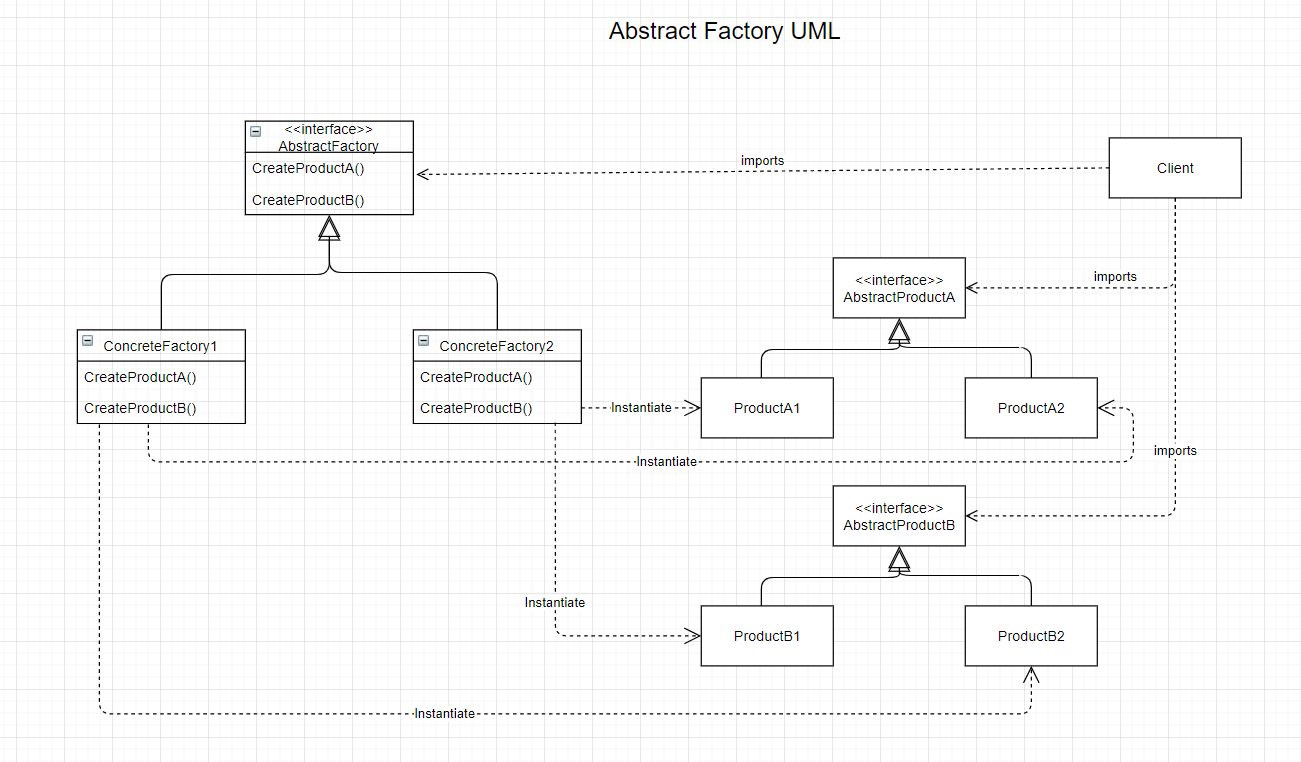 Abstract Factory UML
<<interface>>
AbstractFactory
CreateProductA()
CreateProductB()
imports
Client
<<interface>>
AbstractProductA
imports
ConcreteFactory1
CreateProductA()
CreateProductB()
ConcreteFactory2
CreateProductA()
CreateProductB()
Instantiate
ProductA1
ProductA2
Instantiate
imports
<<interface>>
AbstractProductB
Instantiate
ProductB1
ProductB2
Instantiate